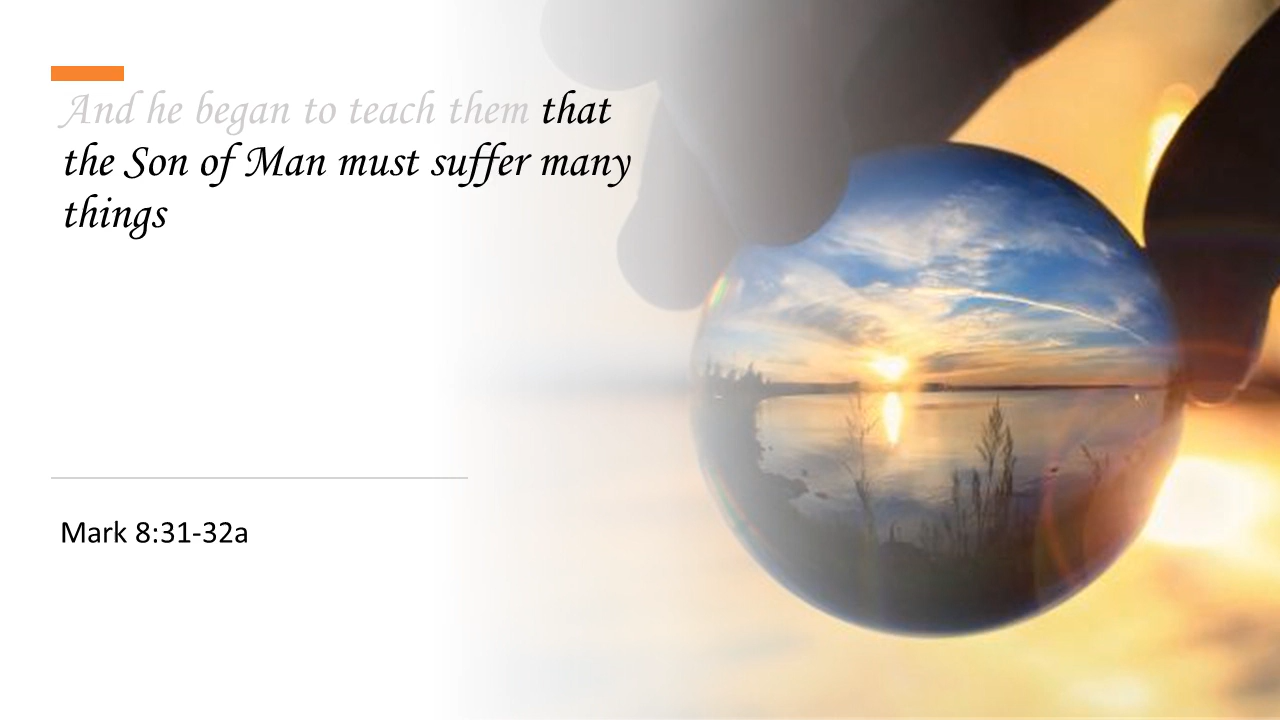 And he began to teach them that
the Son of Man must suffer many
things
Mark 8:31-32a